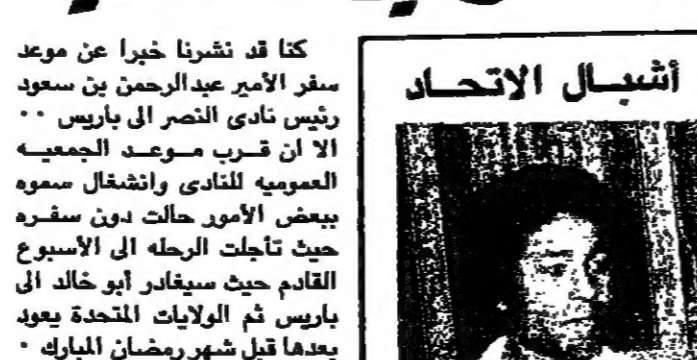 كنا قد نشرنا خبرا عن موعد
سفر الأمير عبدالرحمن بن سعود
رئيس نادى النصر الى باريس ٠٠
الا ان قرب موعد الجمعيه
العموميه للنادى وانشغال سموه
ببعض الأمور حالت دون سفره
حيث تأجلت الرحله الى الأسبوع
القادم حيث سيغادر أبو خالد الى
باريس ثم الولايات المتحدة يعود
بعدها قبل شهر رمضان المبارك ٠
أشبال الاتحاد